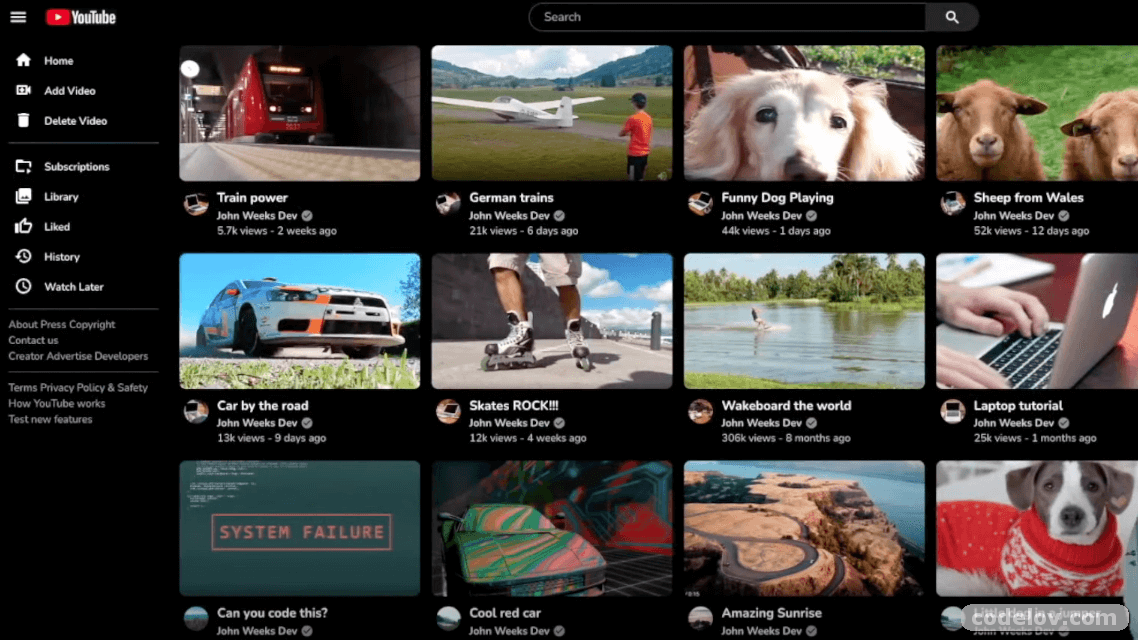 YouTube
Search
Home
Add Video
Delete Video
Subscriptions
Library
Liked
History
Watch Later
About Press Copyright
Contact us
Creator Advertise Developers
Terms Privacy Policy & Safety
How YouTube works
Test new features
Train power
John Weeks Dev
5.7k views - 2 weeks ago
German trains
John Weeks Dev
21k views - 6 days ago
Funny Dog Playing
John Weeks Dev
44k views - 1 days ago
Sheep from Wales
John Weeks Dev
52k views - 12 days ago
Car by the road
John Weeks Dev
13k views - 9 days ago
Skates ROCK!!!
John Weeks Dev
12k views - 4 weeks ago
Wakeboard the world
John Weeks Dev
306k views - 8 months ago
Laptop tutorial
John Weeks Dev
25k views - 1 months ago
SYSTEM FAILURE
Can you code this?
John Weeks Dev
Cool red car
John Weeks Dev
Amazing Sunrise
John Weeks Dev
Little dog in a jumper
John Weeks Dev
codelov.com